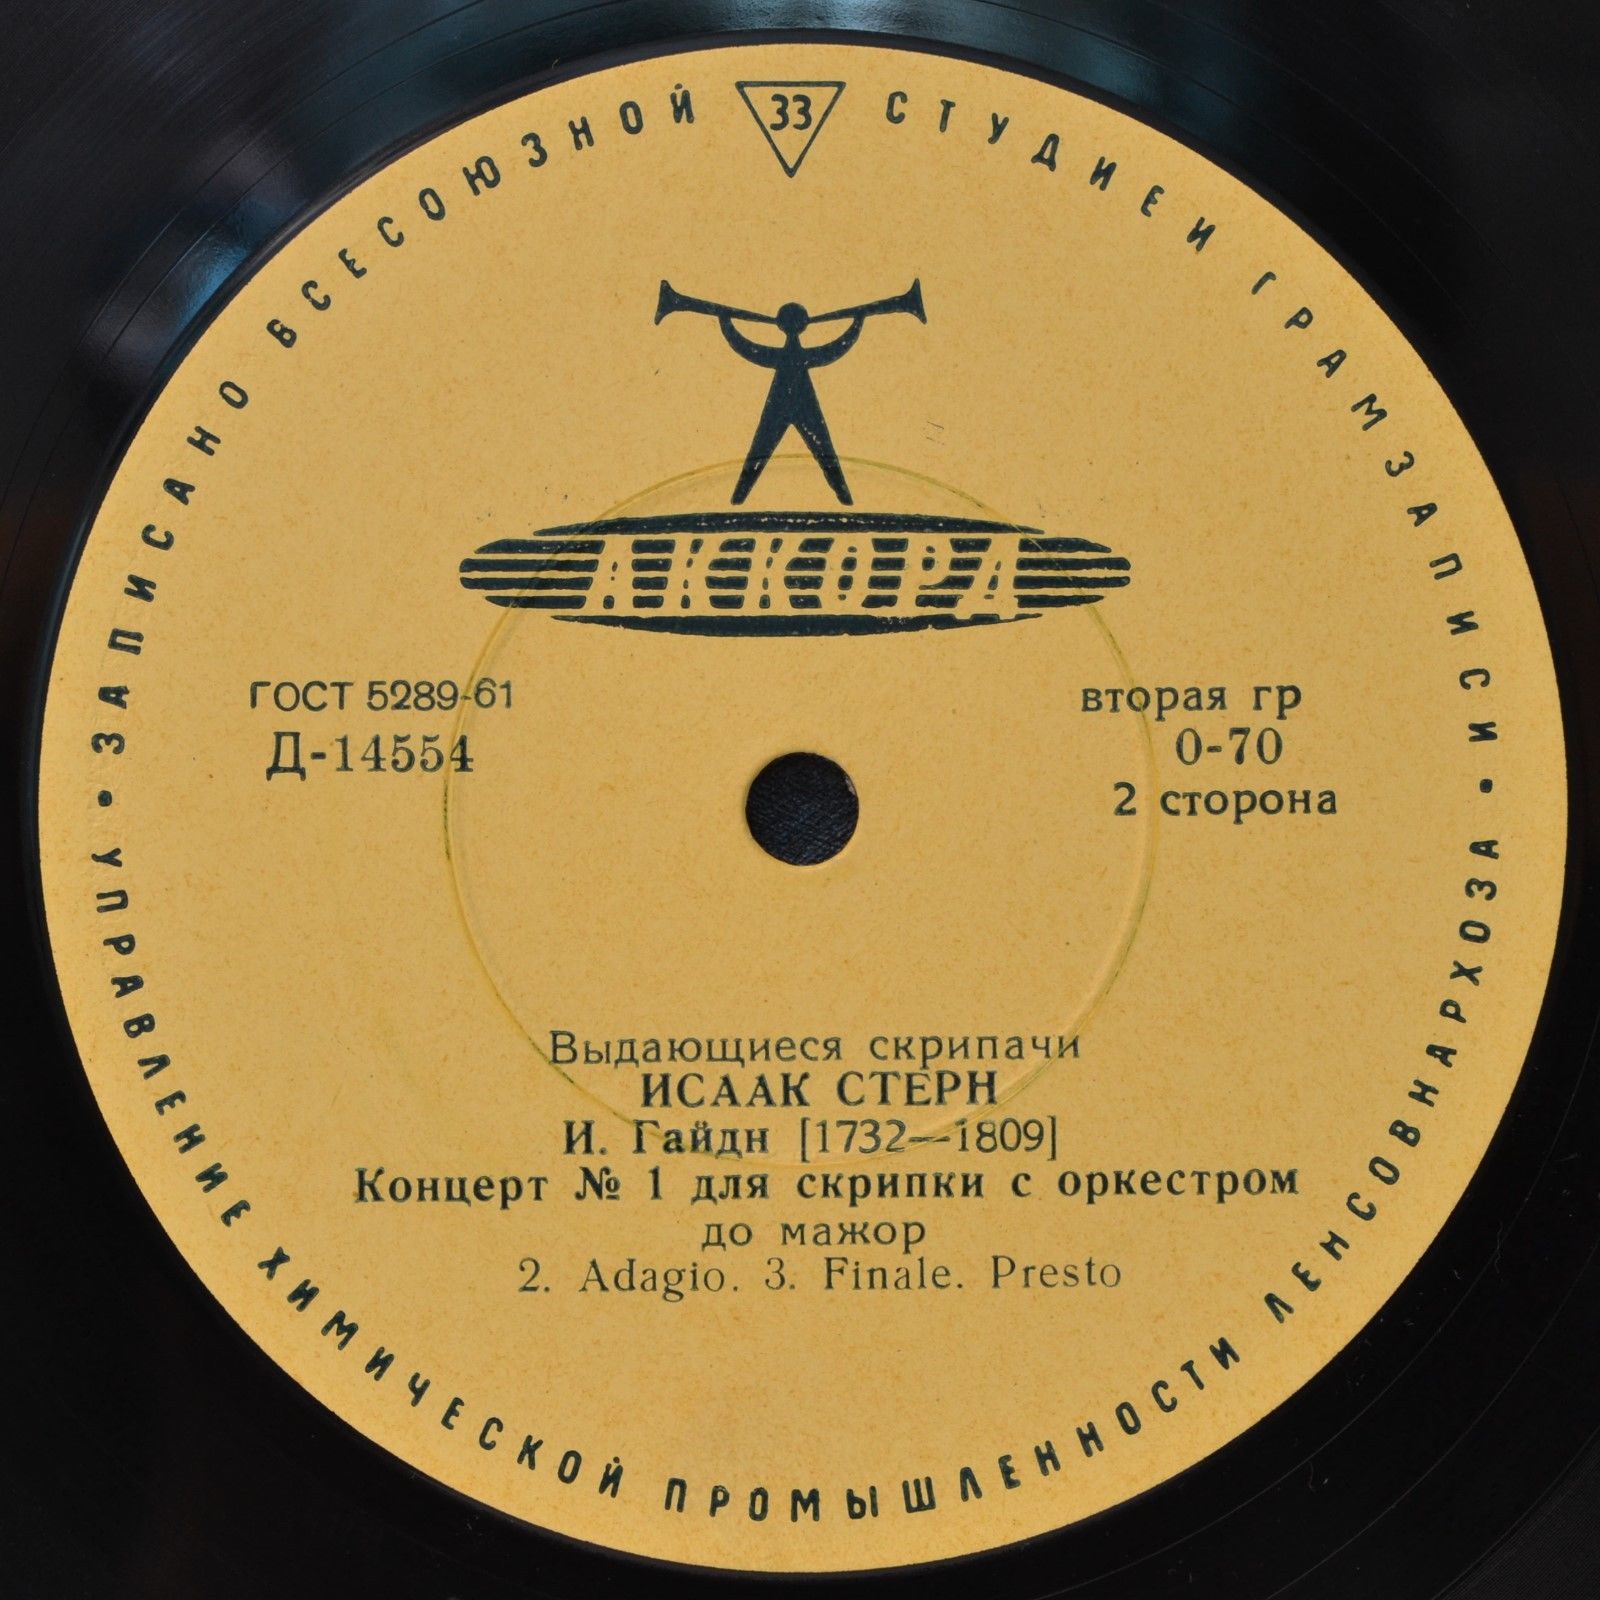 ЗАПИСАНО ВСЕСОЮЗНОЙ СТУДИЕЙ ГРАМЗАПИСИ
33
АККОРД
ГОСТ 5289-61
Д-14554
вторая гр
0-70
2 сторона
Выдающиеся скрипачи
ИСААК СТЕРН
И. Гайдн [1732—1809]
Концерт № 1 для скрипки с оркестром
до мажор
2. Adagio. 3. Finale. Presto
УПРАВЛЕНИЕ ХИМИЧЕСКОЙ ПРОМЫШЛЕННОСТИ ЛЕНСОВНАРХОЗА